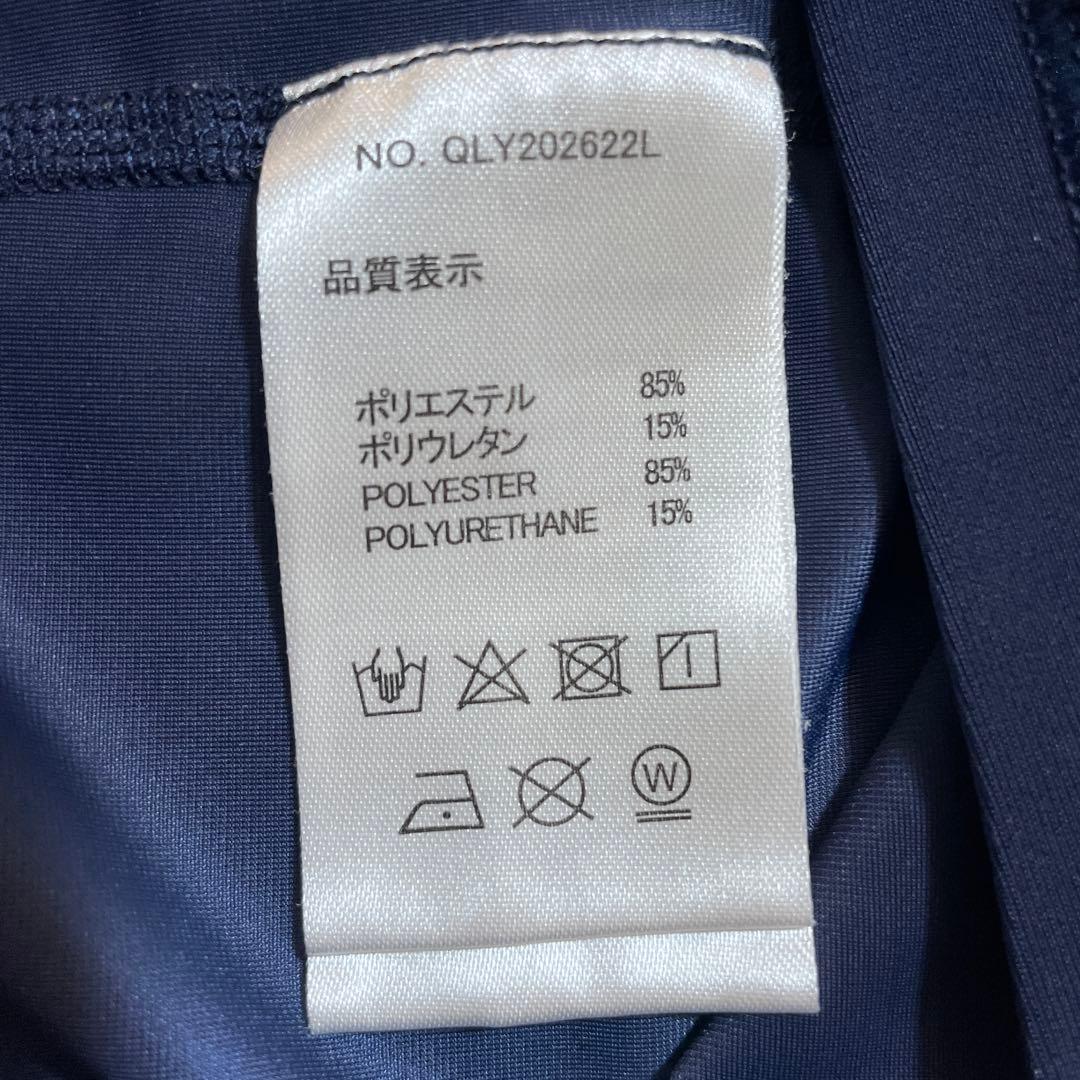 NO. QLY202622L
品質表示
ポリエステル 85%
ポリウレタン 15%
POLYESTER 85%
POLYURETHANE 15%
W